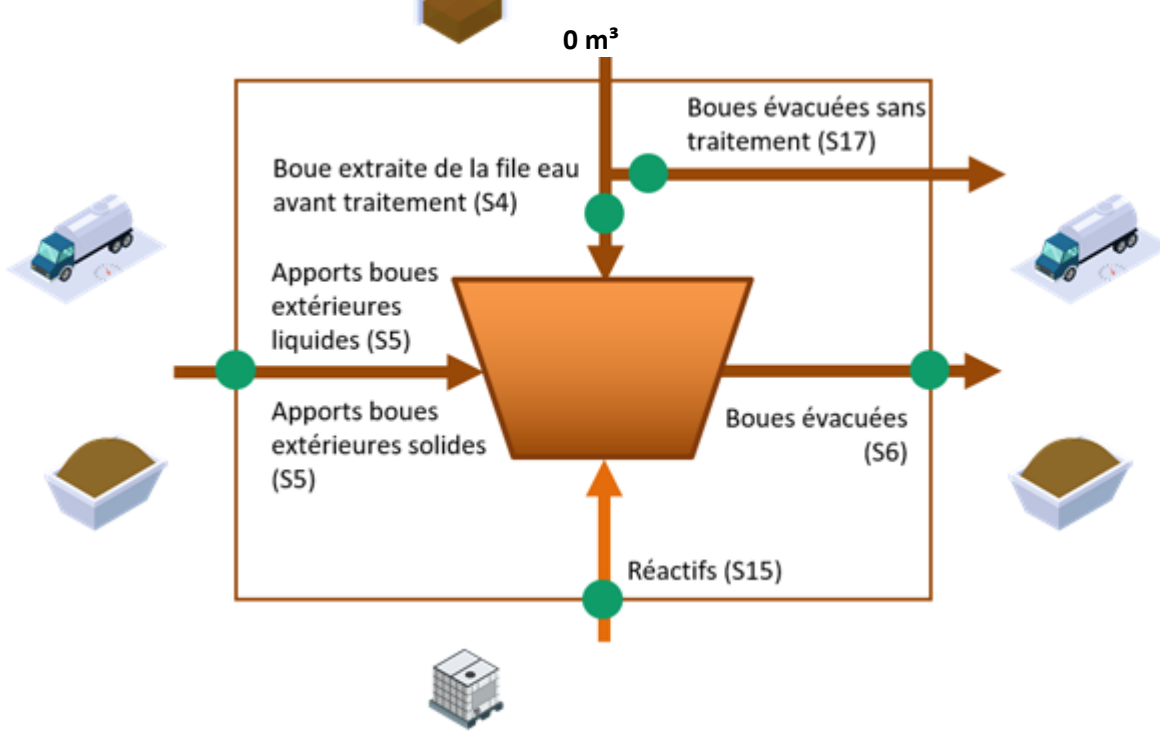 0 m³
Boues évacuées sans
traitement (S17)
Boue extraite de la file eau
avant traitement (S4)
Apports boues
extérieures
liquides (S5)
Apports boues
extérieures solides
(S5)
Boues évacuées
(S6)
Réactifs (S15)